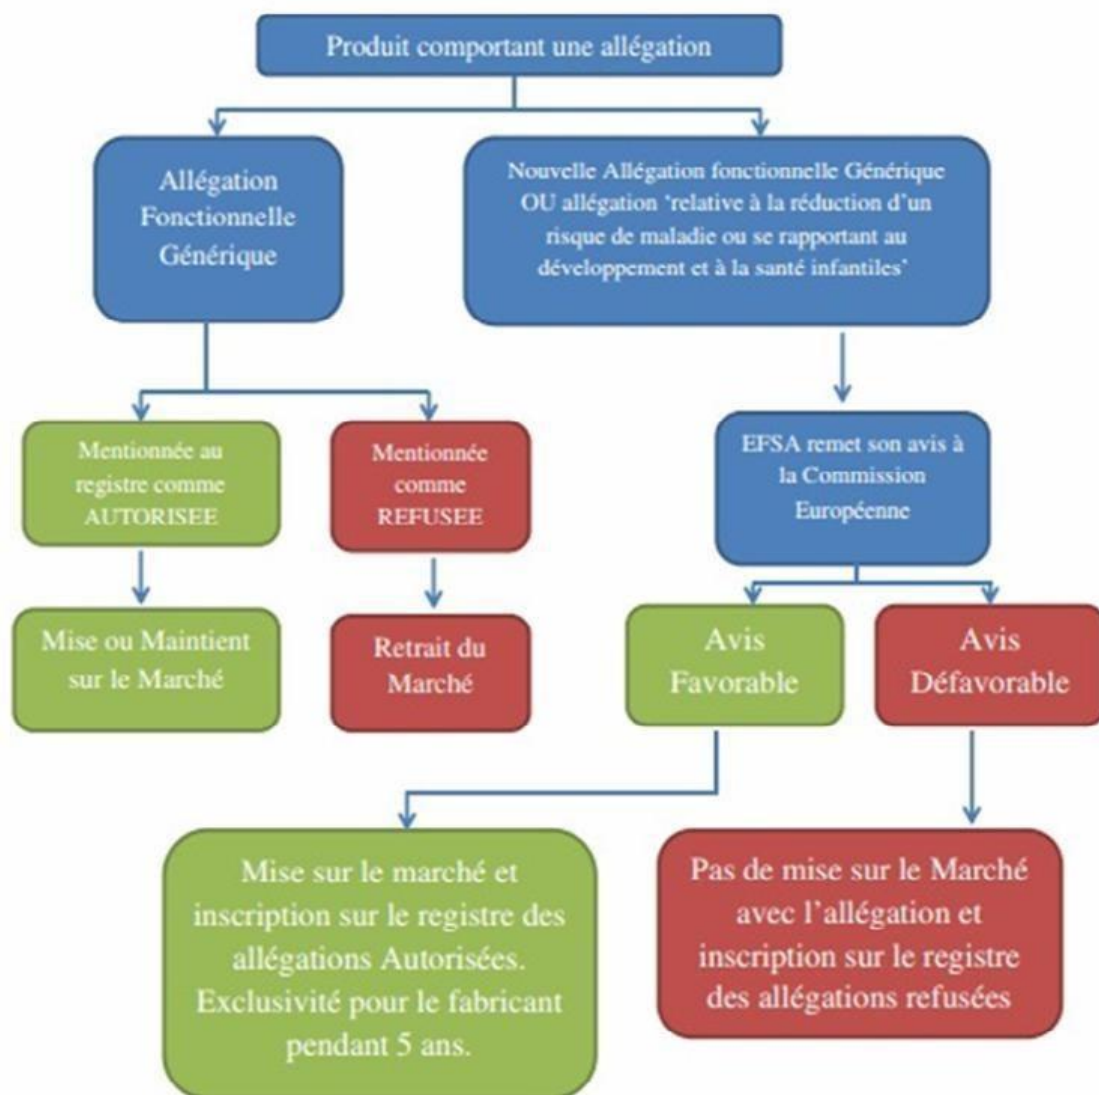 Produit comportant une allégation
Allégation
Fonctionnelle
Générique
Nouvelle Allégation fonctionnelle Générique
OU allégation ‘relative à la réduction d’un
risque de maladie ou se rapportant au
développement et à la santé infantiles’
Mentionnée au
registre comme
AUTORISEE
Mentionnée
comme
REFUSEE
EFSA remet son avis à
la Commission
Européenne
Mise ou Maintient
sur le Marché
Retrait du
Marché
Avis
Favorable
Avis
Défavorable
Mise sur le marché et
inscription sur le registre des
allégations Autorisées.
Exclusivité pour le fabricant
pendant 5 ans.
Pas de mise sur le Marché
avec l’allégation et
inscription sur le registre
des allégations refusées